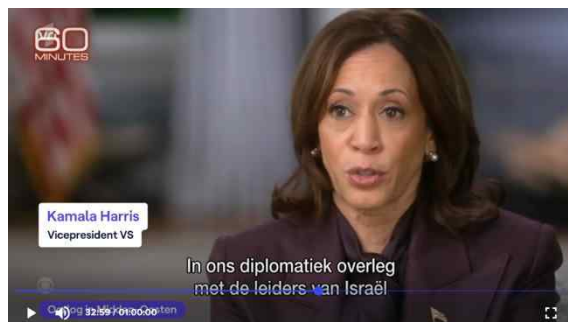 60
MINUTES
Kamala Harris
Vicepresident VS
In ons diplomatiek overleg
met de leiders van Israël
Oorlog in Midden-Oosten
32:59 / 01:00:00